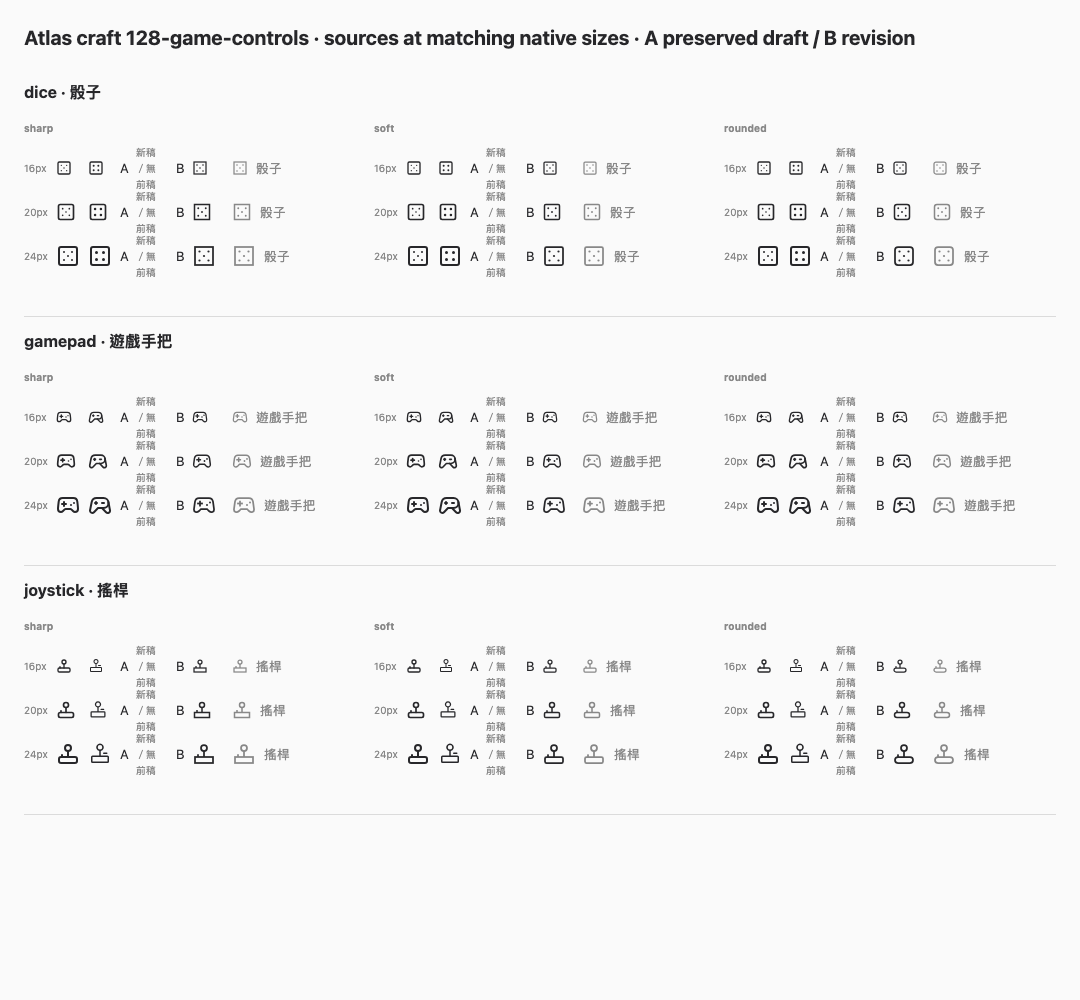 Atlas craft 128-game-controls · sources at matching native sizes · A preserved draft / B revision
dice · 骰子
sharp soft rounded
16px A 新稿 / 無前稿 B 骰子 16px A 新稿 / 無前稿 B 骰子 16px A 新稿 / 無前稿 B 骰子
20px A 新稿 / 無前稿 B 骰子 20px A 新稿 / 無前稿 B 骰子 20px A 新稿 / 無前稿 B 骰子
24px A 新稿 / 無前稿 B 骰子 24px A 新稿 / 無前稿 B 骰子 24px A 新稿 / 無前稿 B 骰子
gamepad · 遊戲手把
sharp soft rounded
16px A 新稿 / 無前稿 B 遊戲手把 16px A 新稿 / 無前稿 B 遊戲手把 16px A 新稿 / 無前稿 B 遊戲手把
20px A 新稿 / 無前稿 B 遊戲手把 20px A 新稿 / 無前稿 B 遊戲手把 20px A 新稿 / 無前稿 B 遊戲手把
24px A 新稿 / 無前稿 B 遊戲手把 24px A 新稿 / 無前稿 B 遊戲手把 24px A 新稿 / 無前稿 B 遊戲手把
joystick · 搖桿
sharp soft rounded
16px A 新稿 / 無前稿 B 搖桿 16px A 新稿 / 無前稿 B 搖桿 16px A 新稿 / 無前稿 B 搖桿
20px A 新稿 / 無前稿 B 搖桿 20px A 新稿 / 無前稿 B 搖桿 20px A 新稿 / 無前稿 B 搖桿
24px A 新稿 / 無前稿 B 搖桿 24px A 新稿 / 無前稿 B 搖桿 24px A 新稿 / 無前稿 B 搖桿